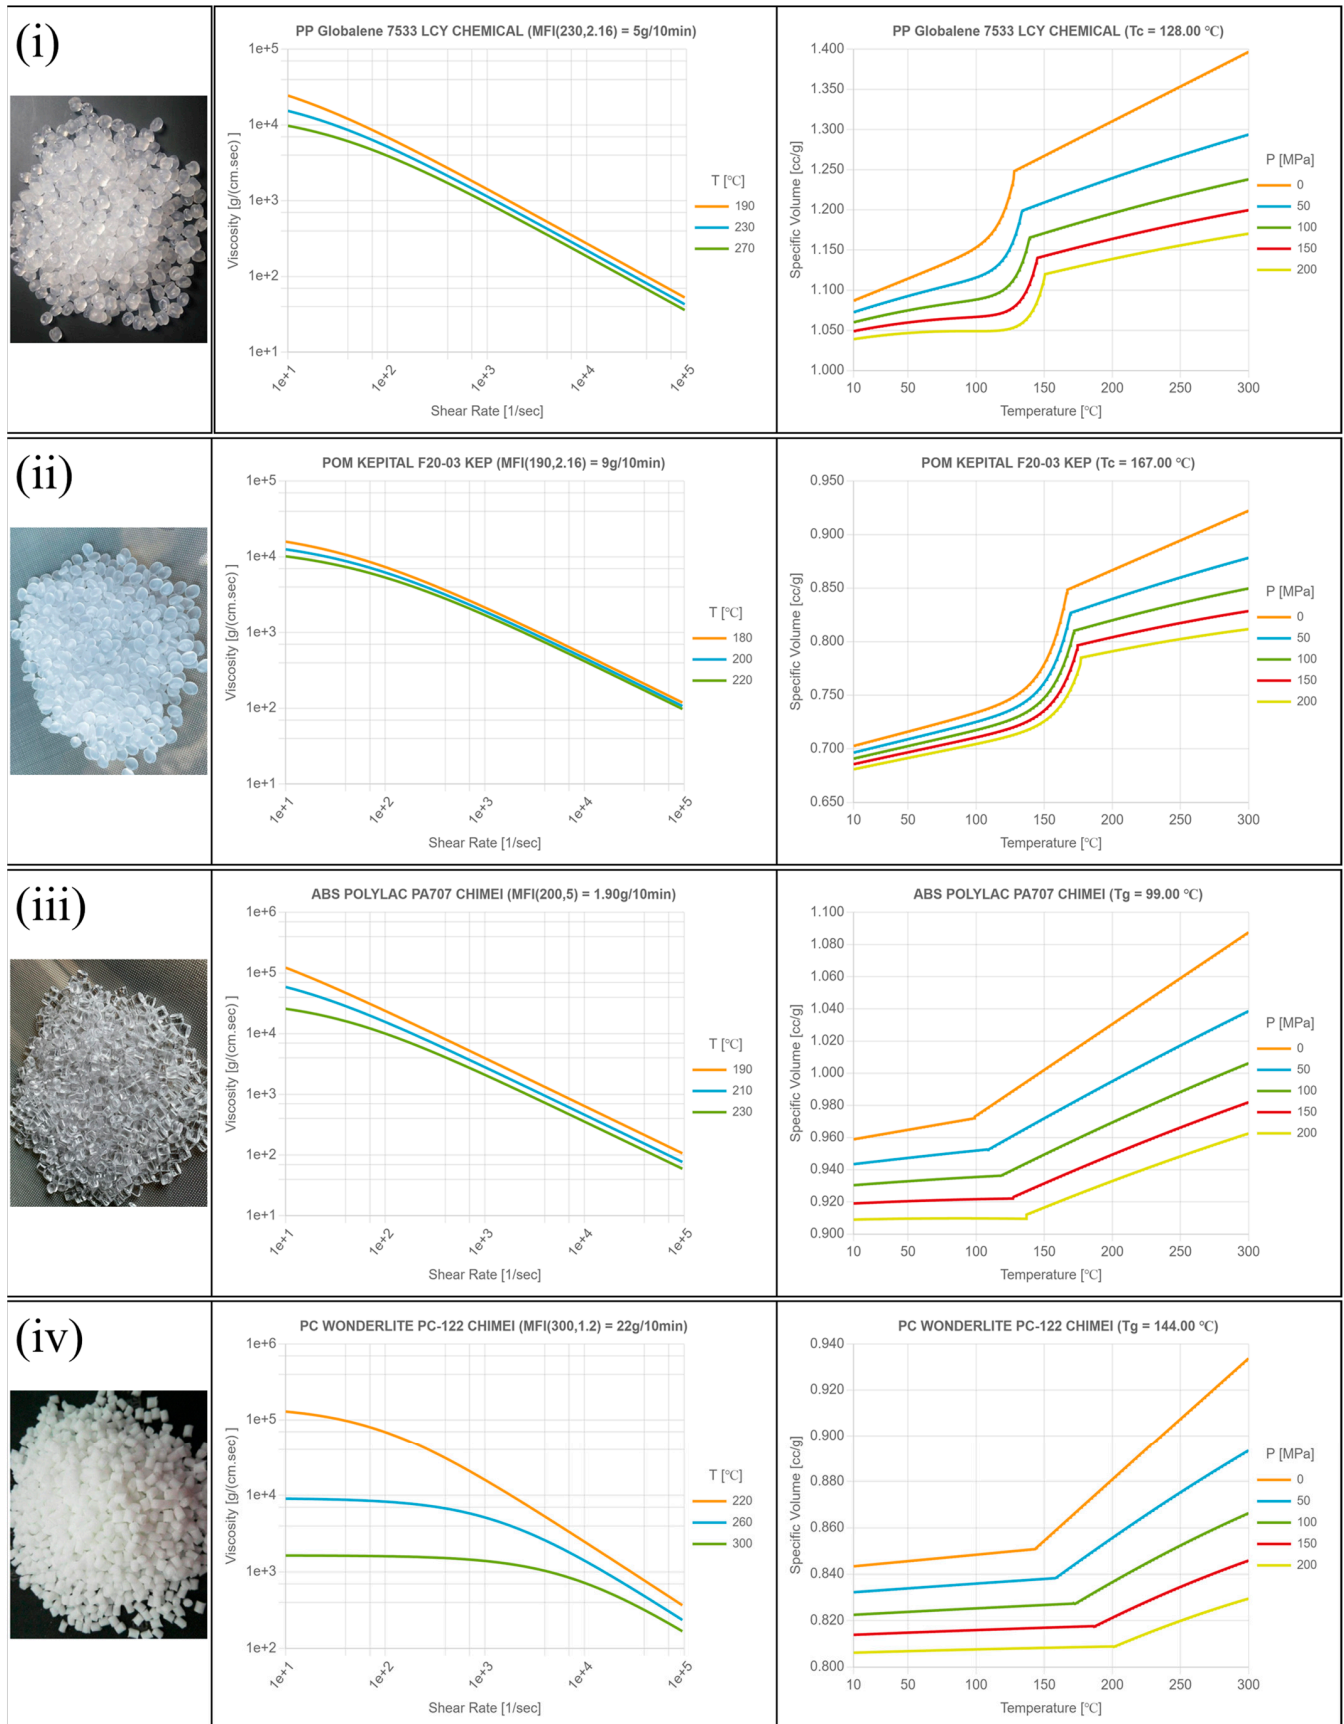 (i)
PP Globalene 7533 LCY CHEMICAL (MFI(230,2.16) = 5g/10min)
1e+5
1e+4
1e+3
1e+2
1e+1
Viscosity [g/(cm.sec) ]
1e+1
1e+2
1e+3
1e+4
1e+5
Shear Rate [1/sec]
T [℃]
190
230
270
PP Globalene 7533 LCY CHEMICAL (Tc = 128.00 ℃)
1.400
1.350
1.300
1.250
1.200
1.150
1.100
1.050
1.000
Specific Volume [cc/g]
10
50
100
150
200
250
300
Temperature [℃]
P [MPa]
0
50
100
150
200
(ii)
POM KEPITAL F20-03 KEP (MFI(190,2.16) = 9g/10min)
1e+5
1e+4
1e+3
1e+2
1e+1
Viscosity [g/(cm.sec) ]
1e+1
1e+2
1e+3
1e+4
1e+5
Shear Rate [1/sec]
T [℃]
180
200
220
POM KEPITAL F20-03 KEP (Tc = 167.00 ℃)
0.950
0.900
0.850
0.800
0.750
0.700
0.650
Specific Volume [cc/g]
10
50
100
150
200
250
300
Temperature [℃]
P [MPa]
0
50
100
150
200
(iii)
ABS POLYLAC PA707 CHIMEI (MFI(200,5) = 1.90g/10min)
1e+6
1e+5
1e+4
1e+3
1e+2
1e+1
Viscosity [g/(cm.sec) ]
1e+1
1e+2
1e+3
1e+4
1e+5
Shear Rate [1/sec]
T [℃]
190
210
230
ABS POLYLAC PA707 CHIMEI (Tg = 99.00 ℃)
1.100
1.080
1.060
1.040
1.020
1.000
0.980
0.960
0.940
0.920
0.900
Specific Volume [cc/g]
10
50
100
150
200
250
300
Temperature [℃]
P [MPa]
0
50
100
150
200
(iv)
PC WONDERLITE PC-122 CHIMEI (MFI(300,1.2) = 22g/10min)
1e+6
1e+5
1e+4
1e+3
1e+2
Viscosity [g/(cm.sec) ]
1e+1
1e+2
1e+3
1e+4
1e+5
Shear Rate [1/sec]
T [℃]
220
260
300
PC WONDERLITE PC-122 CHIMEI (Tg = 144.00 ℃)
0.940
0.920
0.900
0.880
0.860
0.840
0.820
0.800
Specific Volume [cc/g]
10
50
100
150
200
250
300
Temperature [℃]
P [MPa]
0
50
100
150
200